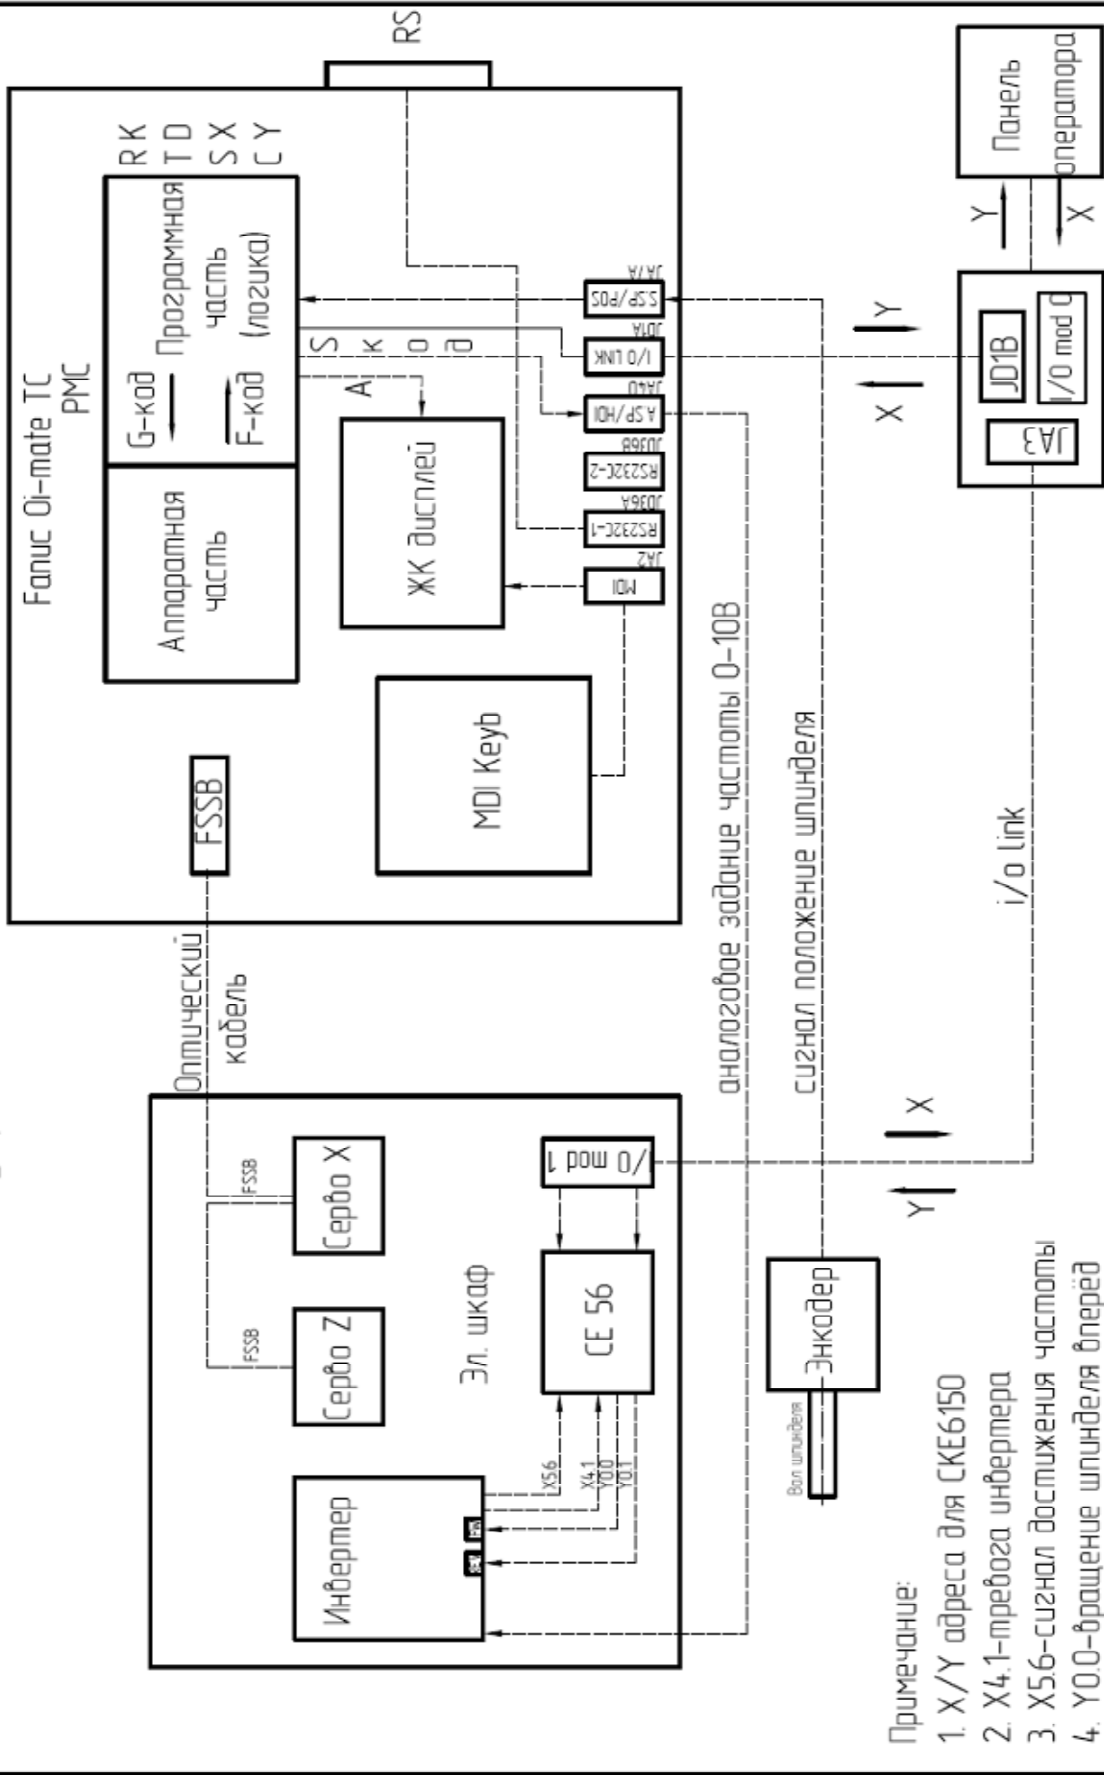 Fanuc 0i-mate TC
PMC
Аппаратная
часть
G-код
F-код
Программная
часть
(логика)
R K
T D
S X
C Y
RS
FSSB
MDI Keyb
ЖК дисплей
А
S к о д
MDI
JA2
RS232C-1
JD36A
RS232C-2
JD36B
A.SP/HDI
JA40
I/O LINK
JD1A
S.SP/POS
JA7A
Оптический
кабель
FSSB
FSSB
Серво X
Серво Z
Эл. шкаф
Инвертер
CE 56
I/O mod 1
X5.6
X4.1
Y0.0
Y0.1
аналоговое задание частоты 0-10В
сигнал положение шпинделя
Вал шпинделя
Энкодер
Y
X
i/o link
X
Y
JA3
JD1B
I/O mod 0
Y
X
Панель
оператора
Примечание:
1. X/Y адреса для СКЕ6150
2. X4.1-тревога инвертера
3. X5.6-сигнал достижения частоты
4. Y0.0-вращение шпинделя вперёд